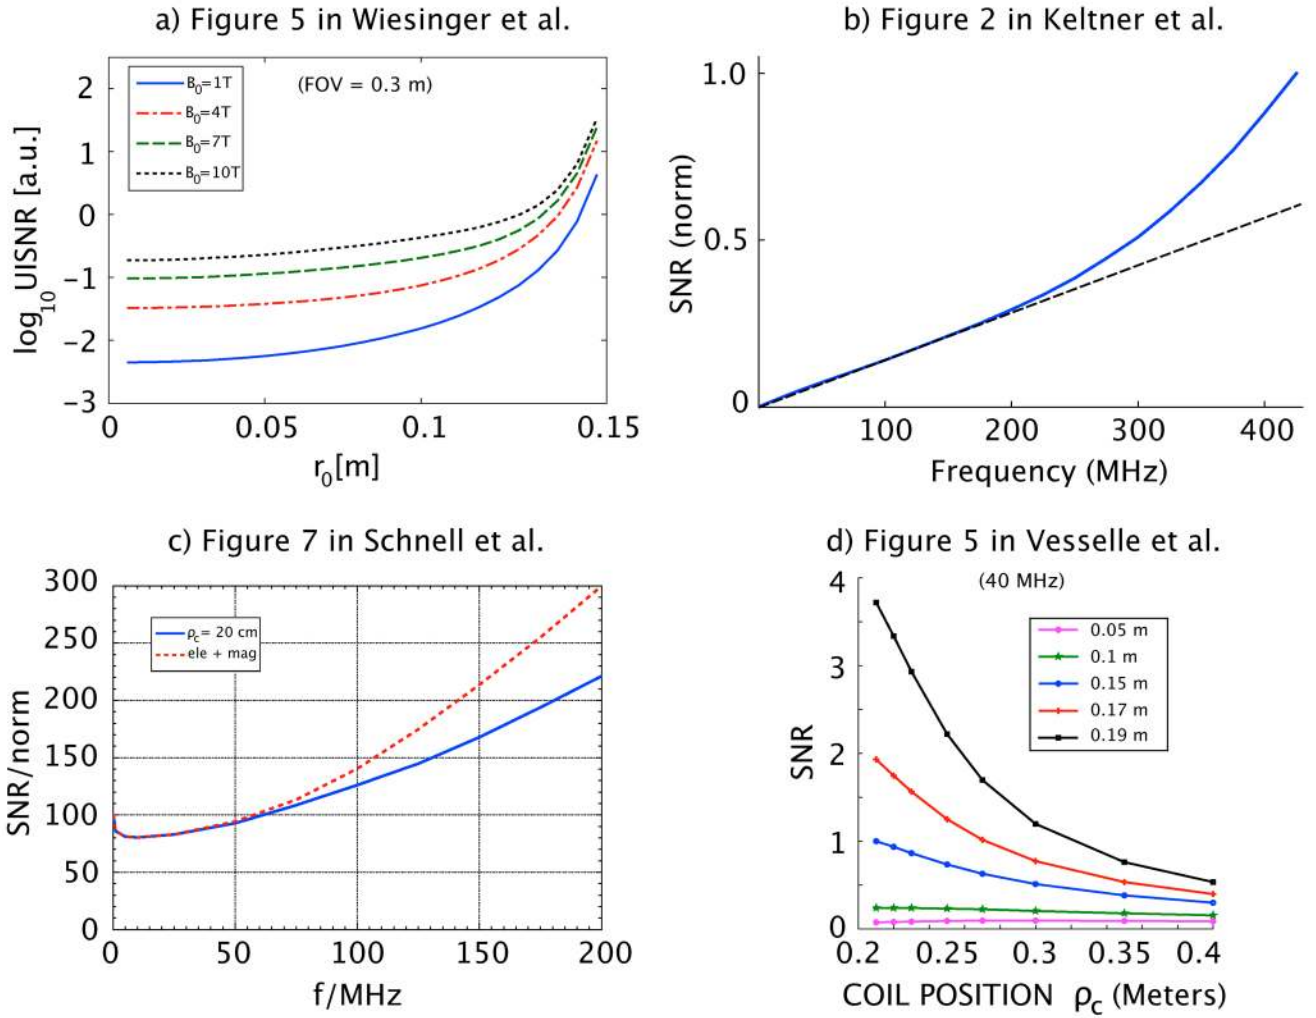 a) Figure 5 in Wiesinger et al.
2
1
0
−1
−2
−3
log10 UISNR [a.u.]
B0=1T
B0=4T
B0=7T
B0=10T
(FOV = 0.3 m)
0 0.05 0.1 0.15
r0[m]
b) Figure 2 in Keltner et al.
1.0
0.5
0
SNR (norm)
100 200 300 400
Frequency (MHz)
c) Figure 7 in Schnell et al.
300
250
200
150
100
50
0
SNR/norm
ρc= 20 cm
ele + mag
0 50 100 150 200
f/MHz
d) Figure 5 in Vesselle et al.
(40 MHz)
4
3
2
1
0
SNR
0.05 m
0.1 m
0.15 m
0.17 m
0.19 m
0.2 0.25 0.3 0.35 0.4
COIL POSITION ρc (Meters)